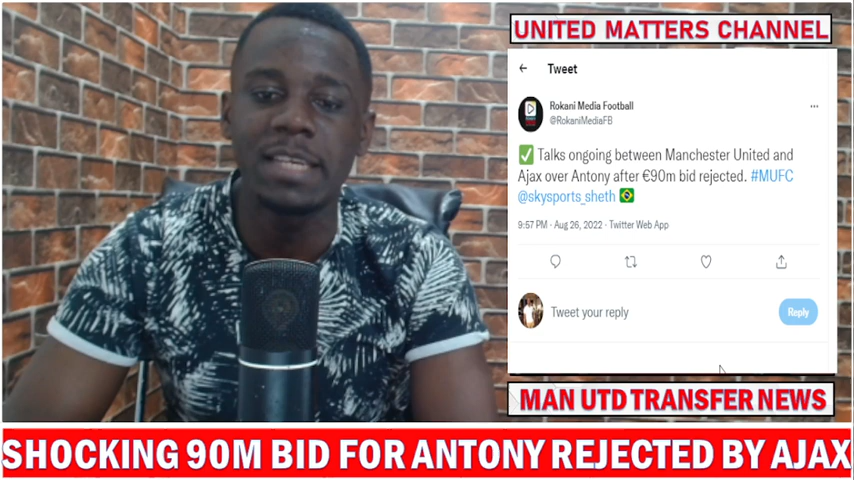 UNITED MATTERS CHANNEL
Tweet
Rokani Media Football
@RokaniMediaFB
✅ Talks ongoing between Manchester United and
Ajax over Antony after €90m bid rejected. #MUFC
@skysports_sheth 🇧🇷
9:57 PM · Aug 26, 2022 · Twitter Web App
Tweet your reply
Reply
MAN UTD TRANSFER NEWS
SHOCKING 90M BID FOR ANTONY REJECTED BY AJAX